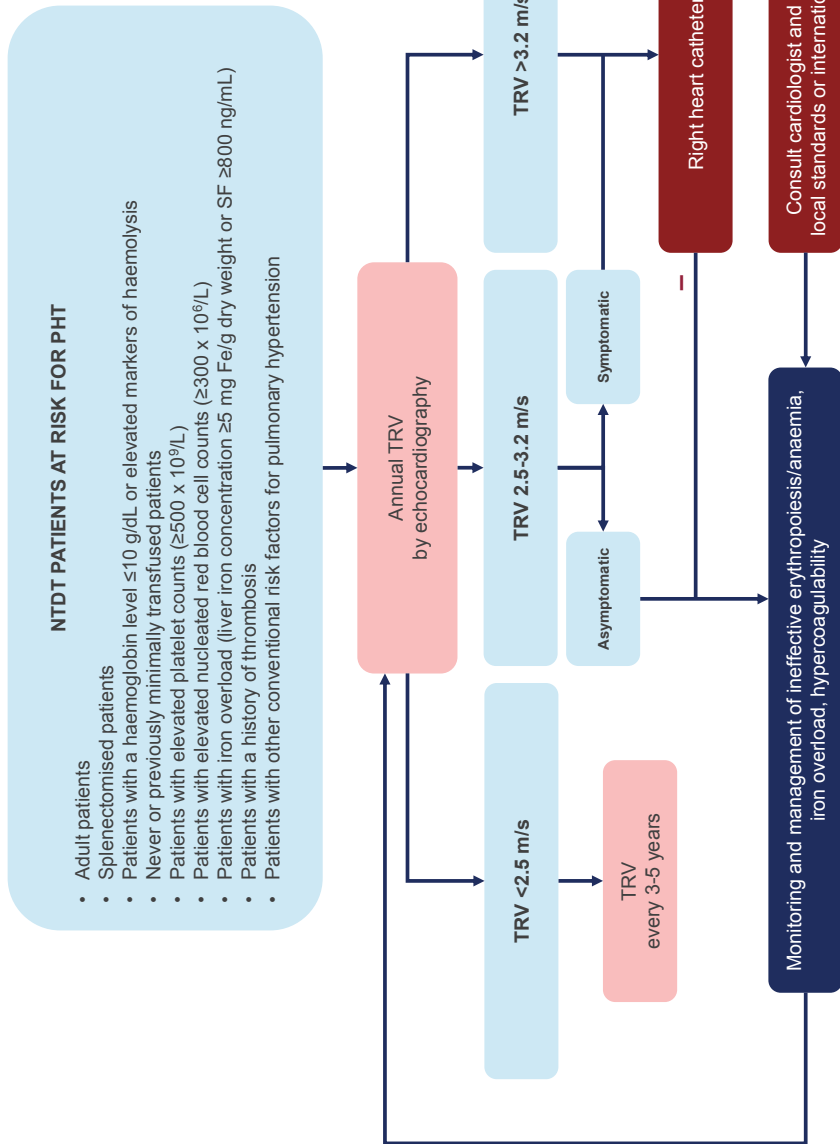 NTDT PATIENTS AT RISK FOR PHT
• Adult patients
• Splenectomised patients
• Patients with a haemoglobin level ≤10 g/dL or elevated markers of haemolysis
• Never or previously minimally transfused patients
• Patients with elevated platelet counts (≥500 x 10⁹/L)
• Patients with elevated nucleated red blood cell counts (≥300 x 10⁶/L)
• Patients with iron overload (liver iron concentration ≥5 mg Fe/g dry weight or SF ≥800 ng/mL)
• Patients with a history of thrombosis
• Patients with other conventional risk factors for pulmonary hypertension
Annual TRV
by echocardiography
TRV <2.5 m/s
TRV 2.5-3.2 m/s
TRV >3.2 m/s
Asymptomatic
Symptomatic
TRV
every 3-5 years
Right heart catheter
–
Consult cardiologist and
local standards or internatio
Monitoring and management of ineffective erythropoiesis/anaemia,
iron overload, hypercoagulability